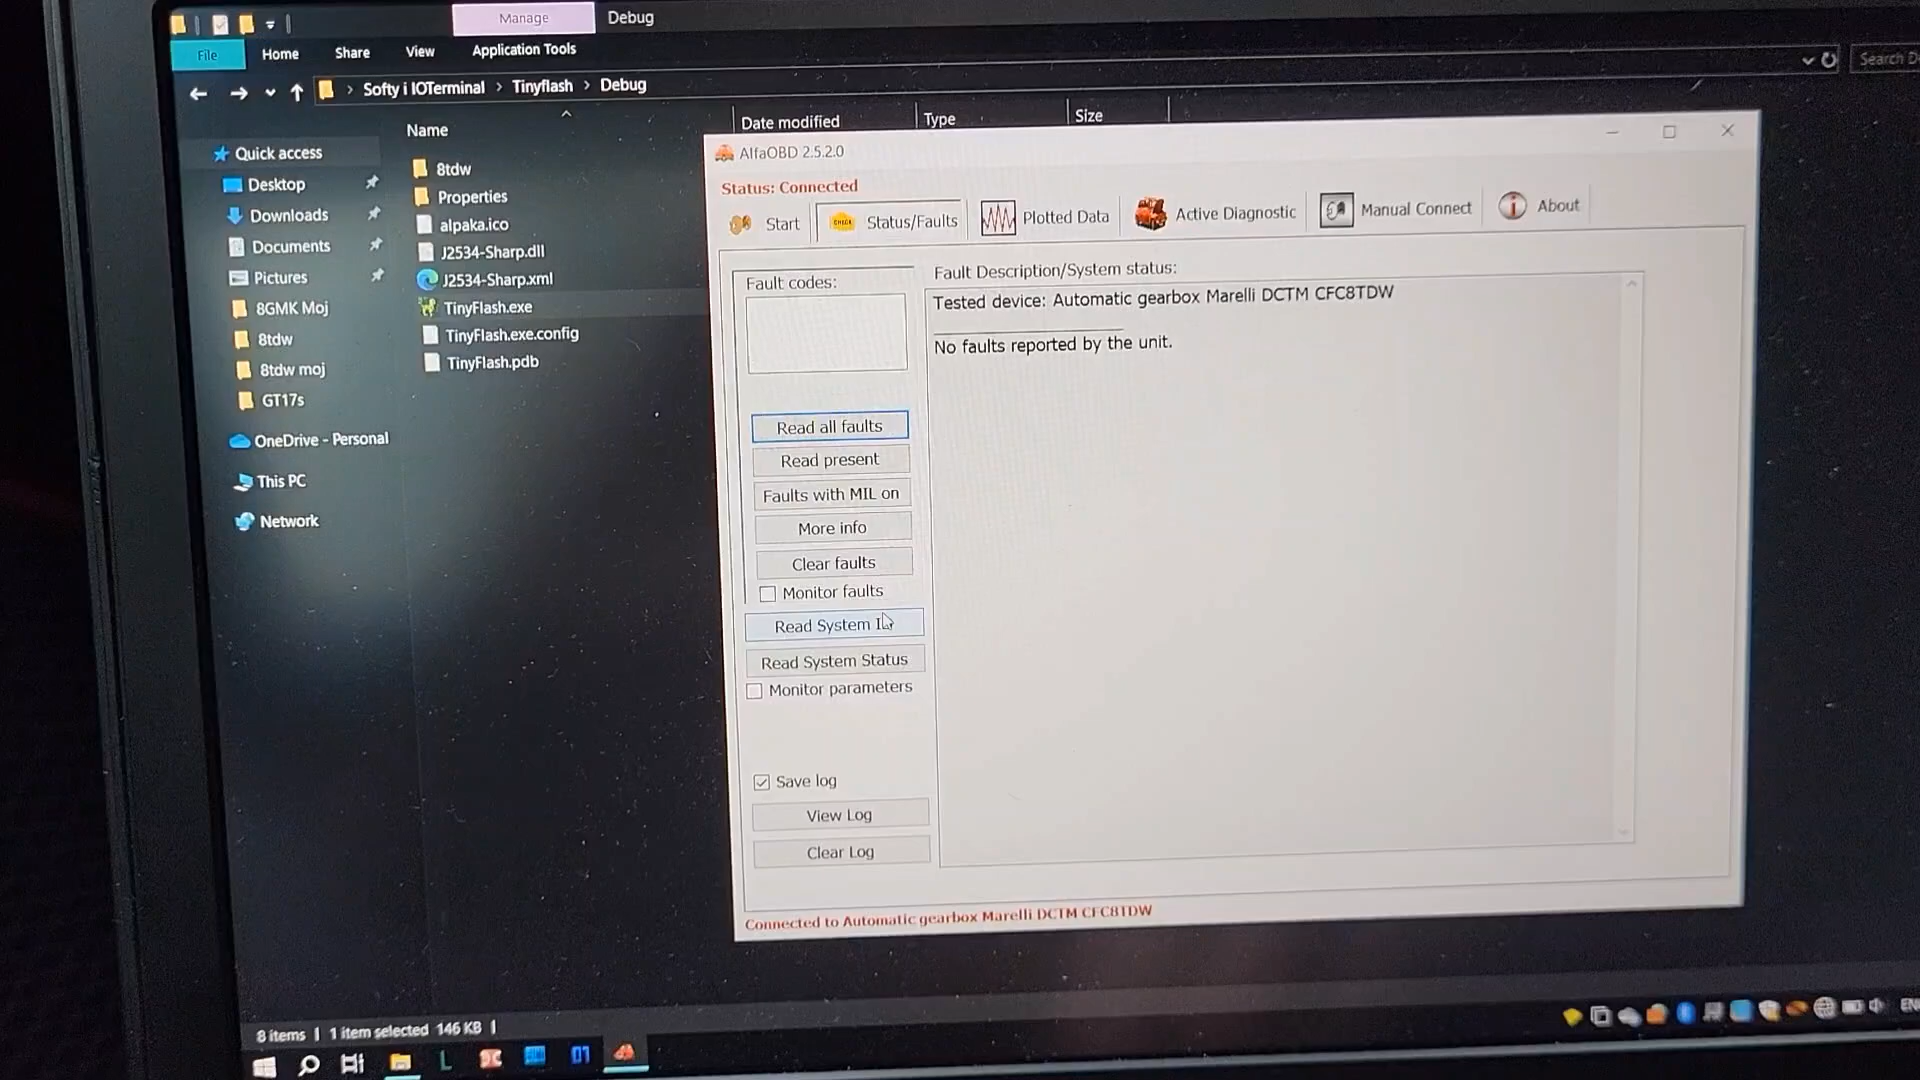 Manage
Debug
File
Home
Share
View
Application Tools
Softy i IOTerminal > Tinyflash > Debug
Name
Date modified
Type
Size
Quick access
Desktop
Downloads
Documents
Pictures
8GMK Moj
8tdw
8tdw moj
GT17s
OneDrive - Personal
This PC
Network
8tdw
Properties
alpaka.ico
J2534-Sharp.dll
J2534-Sharp.xml
TinyFlash.exe
TinyFlash.exe.config
TinyFlash.pdb
AlfaOBD 2.5.2.0
Status: Connected
Start
Status/Faults
Plotted Data
Active Diagnostic
Manual Connect
About
Fault codes:
Fault Description/System status:
Tested device: Automatic gearbox Marelli DCTM CFC8TDW
No faults reported by the unit.
Read all faults
Read present
Faults with MIL on
More info
Clear faults
Monitor faults
Read System
Read System Status
Monitor parameters
Save log
View Log
Clear Log
Connected to Automatic gearbox Marelli DCTM CFC8TDW
8 items
1 item selected 146 KB
Search